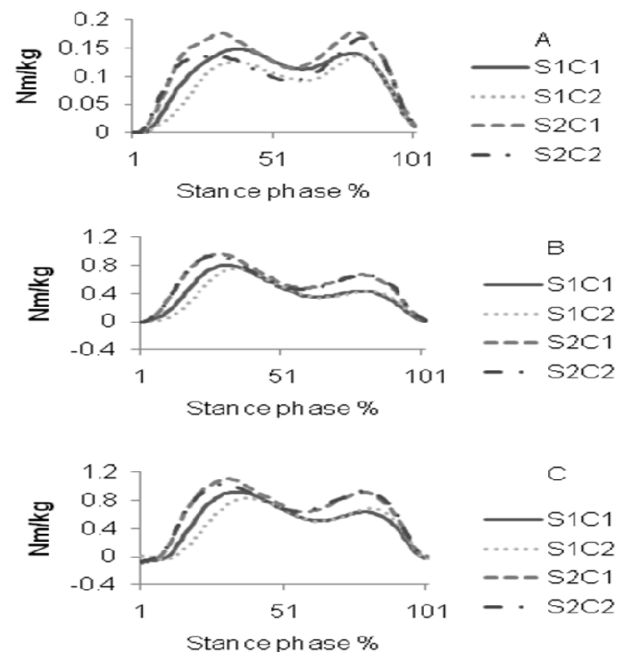 0.2
0.15
0.1
0.05
0
Nm/kg
1
51
101
Stance phase %
A
S1C1
S1C2
S2C1
S2C2
1.2
0.8
0.4
0
-0.4
Nm/kg
1
51
101
Stance phase %
B
S1C1
S1C2
S2C1
S2C2
1.2
0.8
0.4
0
-0.4
Nm/kg
1
51
101
Stance phase %
C
S1C1
S1C2
S2C1
S2C2